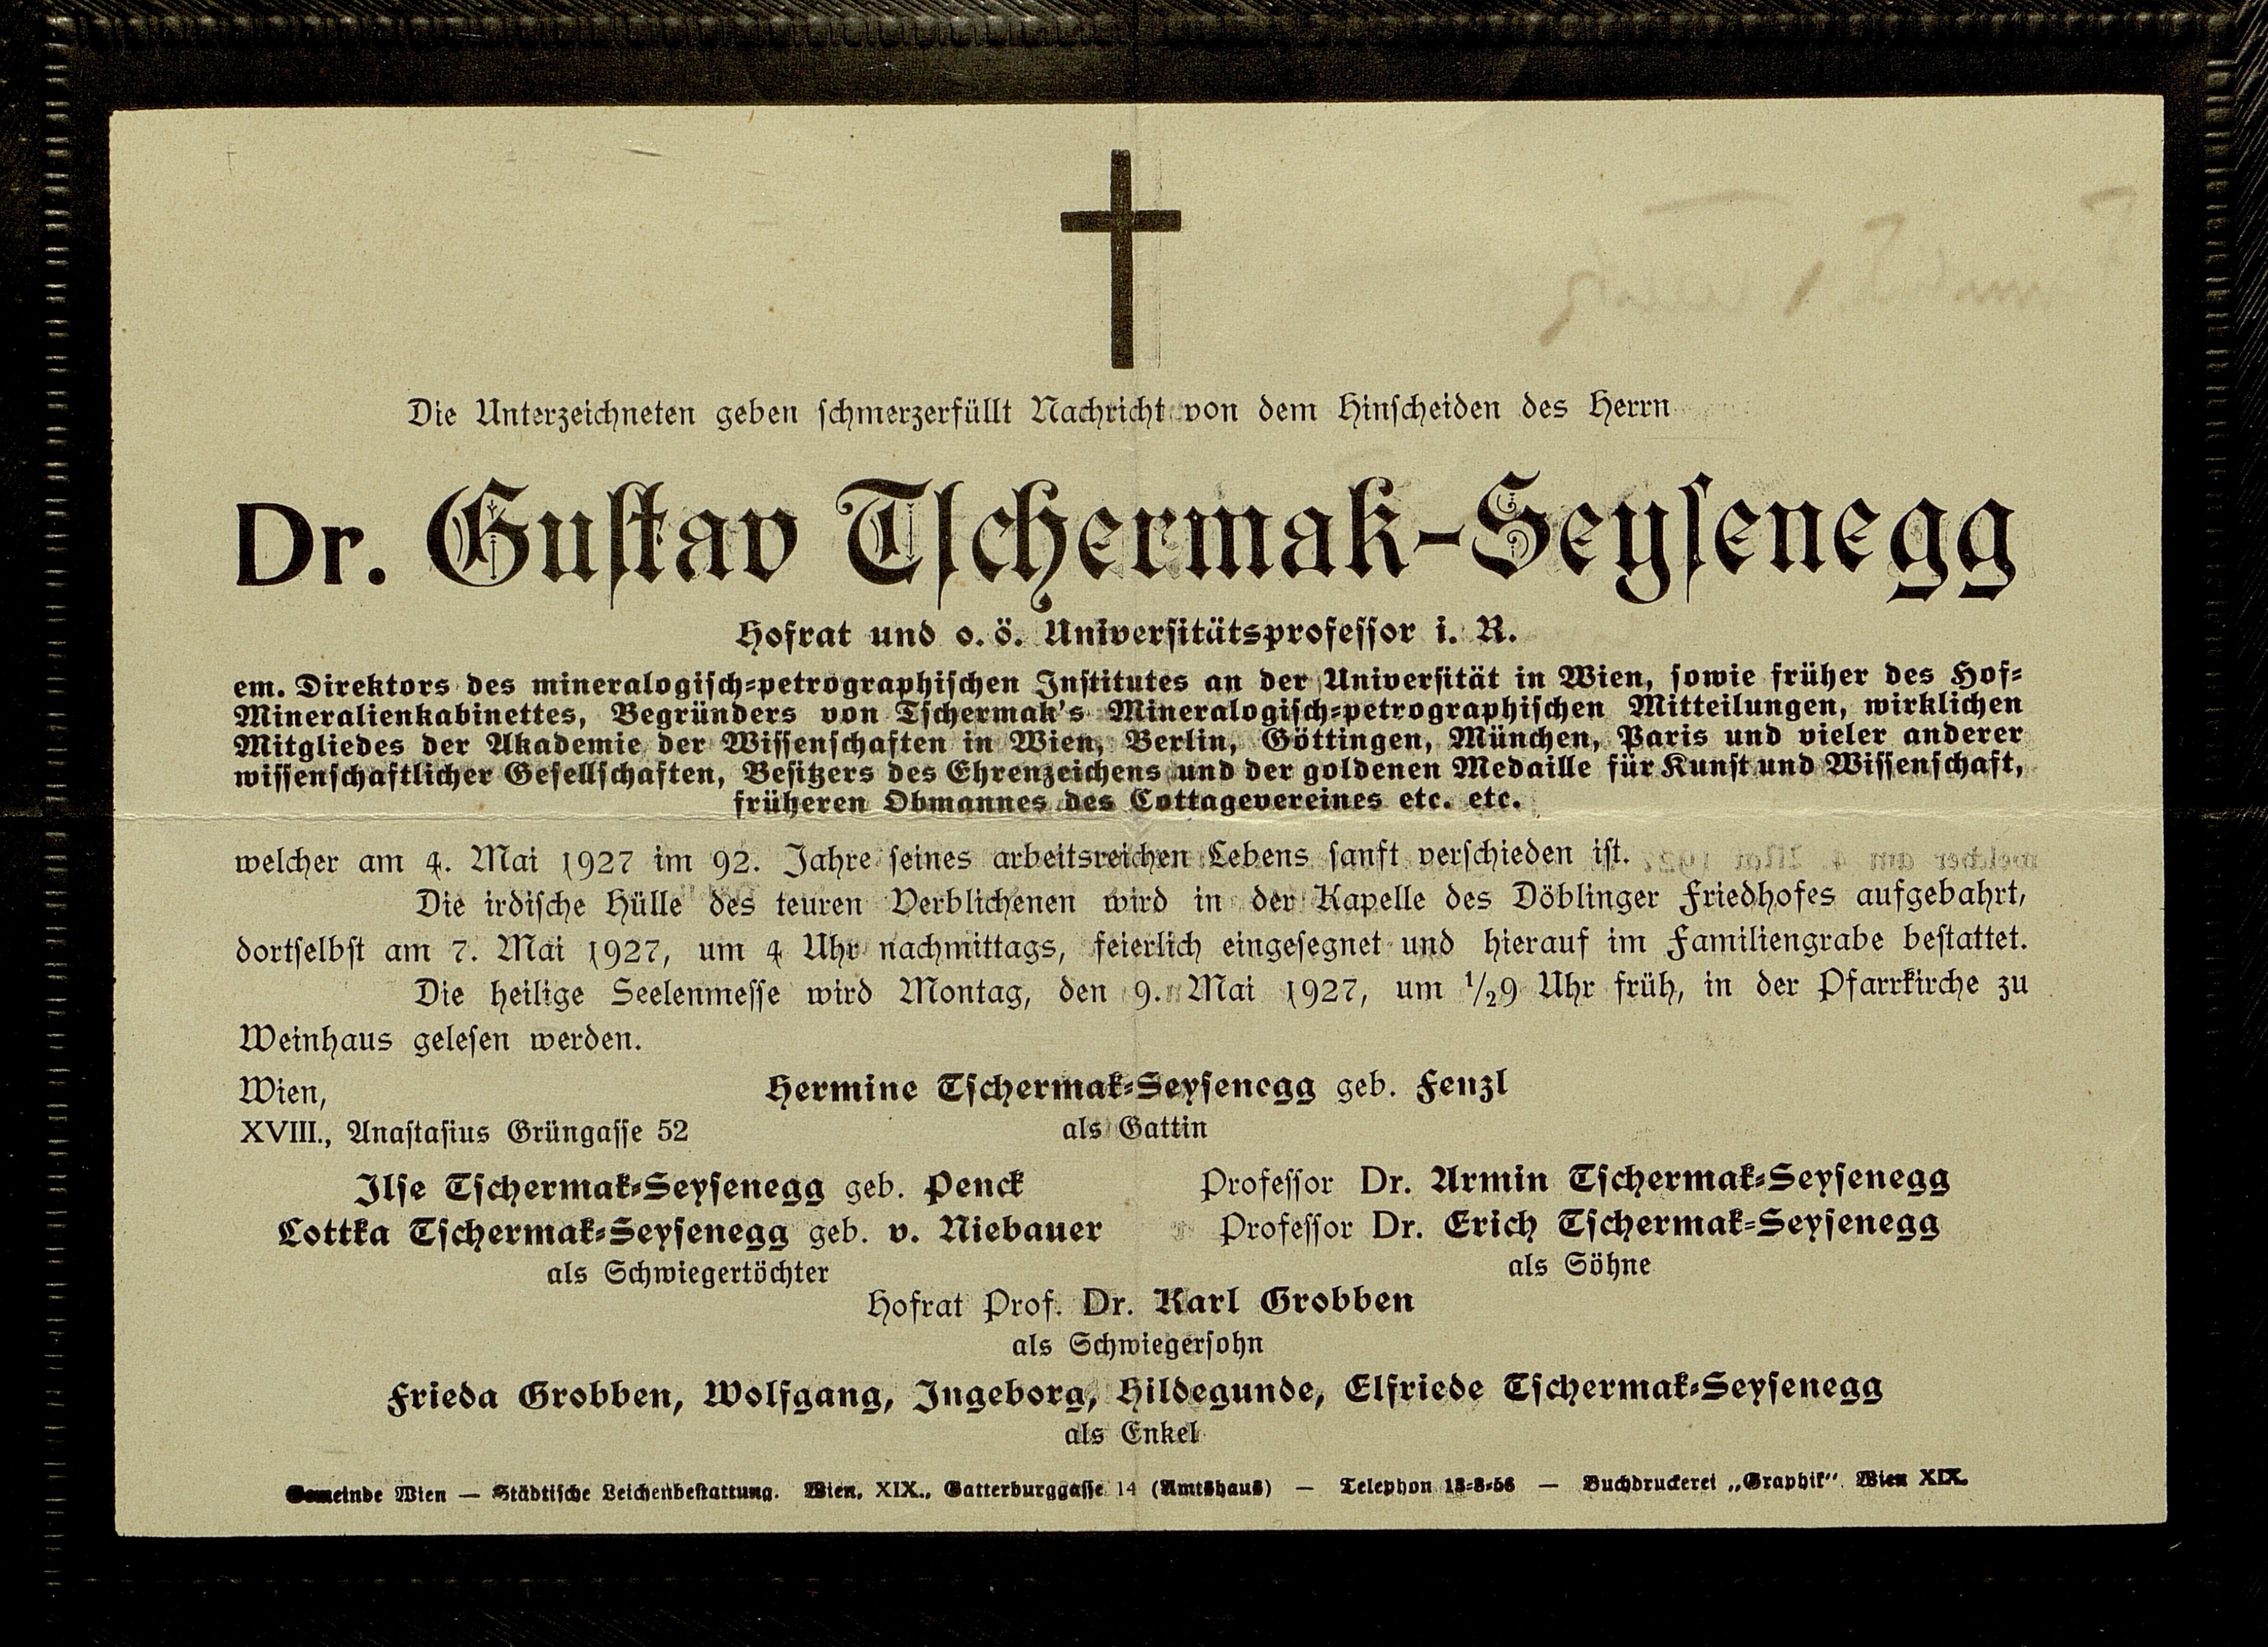 Die Unterzeichneten geben schmerzerfüllt Nachricht von dem Hinscheiden des Herrn
Dr. Gustav Tschermak-Seysenegg
Hofrat und o. ö. Universitätsprofessor i. R.
em. Direktors des mineralogisch-petrographischen Institutes an der Universität in Wien, sowie früher des Hof-
Mineralienkabinettes, Begründers von Tschermak's Mineralogisch-petrographischen Mitteilungen, wirklichen
Mitgliedes der Akademie der Wissenschaften in Wien, Berlin, Göttingen, München, Paris und vieler anderer
wissenschaftlicher Gesellschaften, Besitzers des Ehrenzeichens und der goldenen Medaille für Kunst und Wissenschaft,
früheren Obmannes des Cottagevereines etc. etc.
welcher am 4. Mai 1927 im 92. Jahre seines arbeitsreichen Lebens sanft verschieden ist.
Die irdische Hülle des teuren Verblichenen wird in der Kapelle des Döblinger Friedhofes aufgebahrt,
dortselbst am 7. Mai 1927, um 4 Uhr nachmittags, feierlich eingesegnet und hierauf im Familiengrabe bestattet.
Die heilige Seelenmesse wird Montag, den 9. Mai 1927, um 1/29 Uhr früh, in der Pfarrkirche zu
Weinhaus gelesen werden.
Wien,
XVIII., Anastasius Grüngasse 52
Hermine Tschermak-Seysenegg geb. Fenzl
als Gattin
Ilse Tschermak-Seysenegg geb. Penck
Lottka Tschermak-Seysenegg geb. v. Niebauer
als Schwiegertöchter
Professor Dr. Armin Tschermak-Seysenegg
Professor Dr. Erich Tschermak-Seysenegg
als Söhne
Hofrat Prof. Dr. Karl Grobben
als Schwiegersohn
Frieda Grobben, Wolfgang, Ingeborg, Hildegunde, Elfriede Tschermak-Seysenegg
als Enkel
Gemeinde Wien — Städtische Leichenbestattung. Wien, XIX., Gatterburggasse 14 (Amtshaus) — Telephon 13-8-56 — Buchdruckerei „Graphik" Wien XIX.